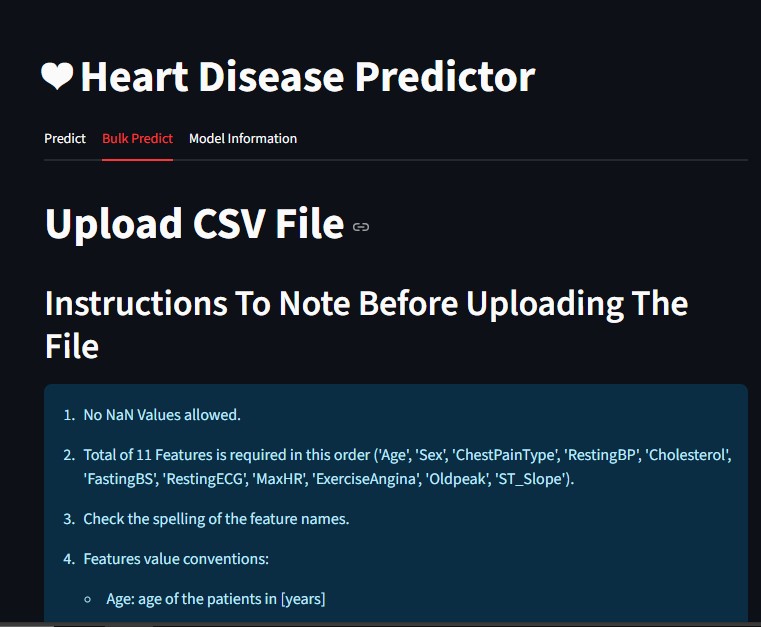 Heart Disease Predictor
Predict Bulk Predict Model Information
Upload CSV File
Instructions To Note Before Uploading The
File
1. No NaN Values allowed.
2. Total of 11 Features is required in this order ('Age', 'Sex', 'ChestPainType', 'RestingBP', 'Cholesterol',
'FastingBS', 'RestingECG', 'MaxHR', 'ExerciseAngina', 'Oldpeak', 'ST_Slope').
3. Check the spelling of the feature names.
4. Features value conventions:
◦ Age: age of the patients in [years]